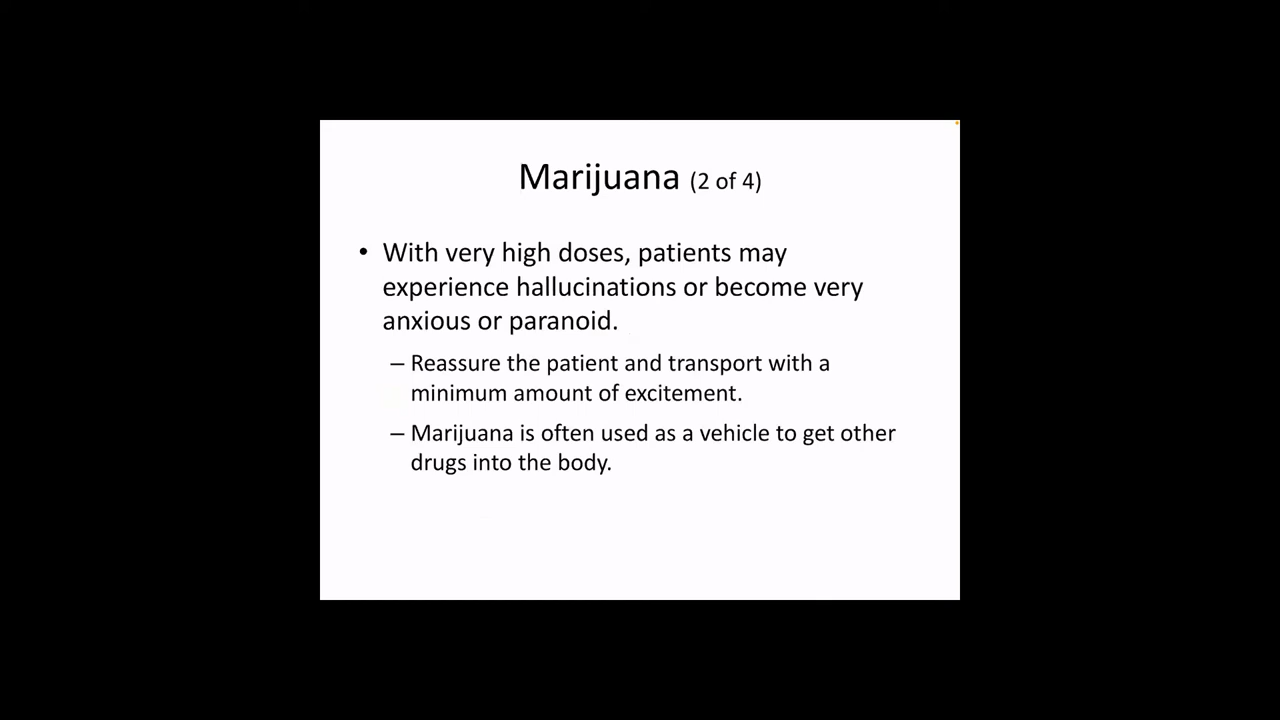 Marijuana (2 of 4)
• With very high doses, patients may
experience hallucinations or become very
anxious or paranoid.
– Reassure the patient and transport with a
minimum amount of excitement.
– Marijuana is often used as a vehicle to get other
drugs into the body.